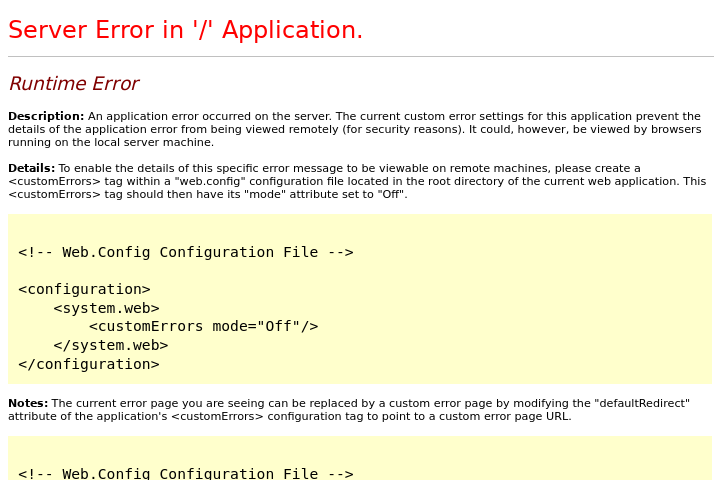 Server Error in '/' Application.
Runtime Error
Description: An application error occurred on the server. The current custom error settings for this application prevent the
details of the application error from being viewed remotely (for security reasons). It could, however, be viewed by browsers
running on the local server machine.
Details: To enable the details of this specific error message to be viewable on remote machines, please create a
<customErrors> tag within a "web.config" configuration file located in the root directory of the current web application. This
<customErrors> tag should then have its "mode" attribute set to "Off".
<!-- Web.Config Configuration File -->
<configuration>
    <system.web>
        <customErrors mode="Off"/>
    </system.web>
</configuration>
Notes: The current error page you are seeing can be replaced by a custom error page by modifying the "defaultRedirect"
attribute of the application's <customErrors> configuration tag to point to a custom error page URL.
<!-- Web.Config Configuration File -->